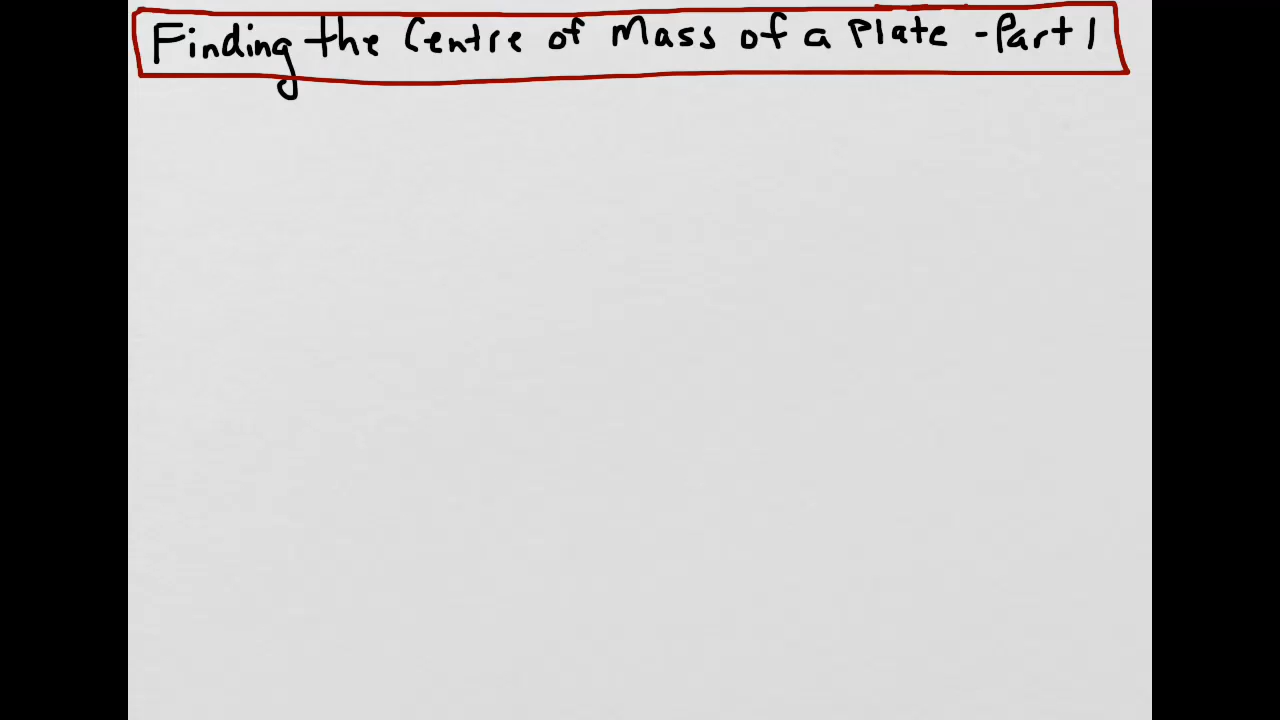 Finding the Centre of Mass of a Plate - Part 1